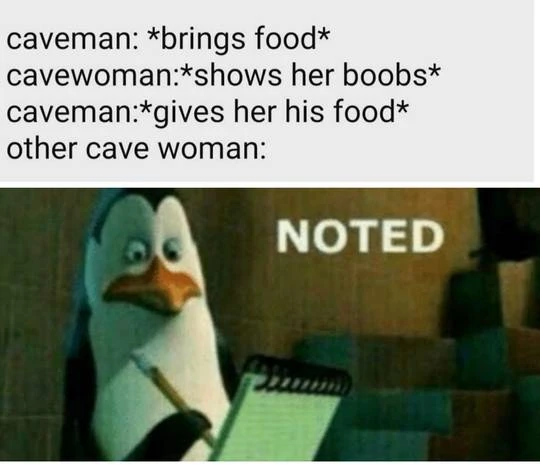 caveman: *brings food*
cavewoman:*shows her boobs*
caveman:*gives her his food*
other cave woman:
NOTED